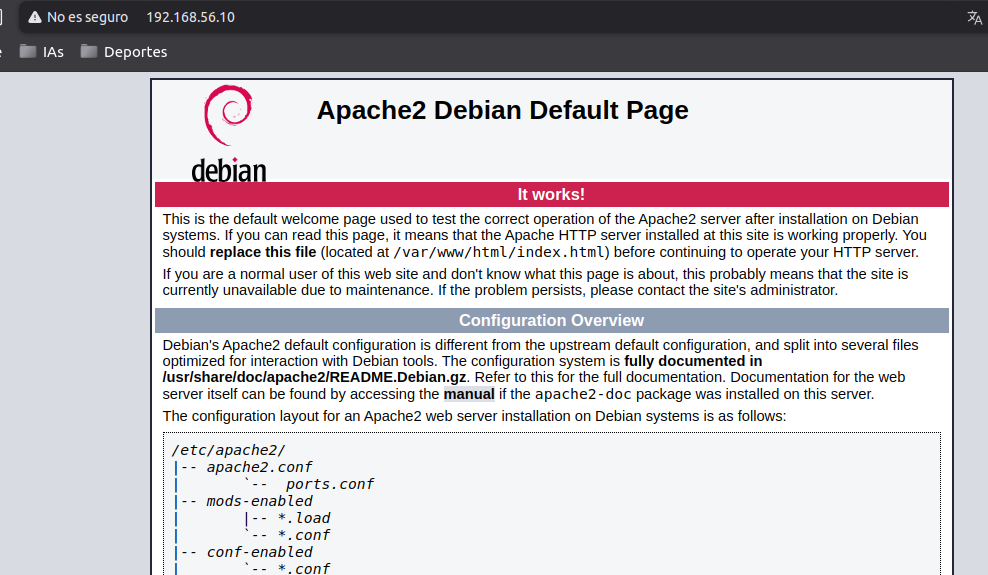 No es seguro 192.168.56.10
IAs Deportes
Apache2 Debian Default Page
debian
It works!
This is the default welcome page used to test the correct operation of the Apache2 server after installation on Debian
systems. If you can read this page, it means that the Apache HTTP server installed at this site is working properly. You
should replace this file (located at /var/www/html/index.html) before continuing to operate your HTTP server.
If you are a normal user of this web site and don't know what this page is about, this probably means that the site is
currently unavailable due to maintenance. If the problem persists, please contact the site's administrator.
Configuration Overview
Debian's Apache2 default configuration is different from the upstream default configuration, and split into several files
optimized for interaction with Debian tools. The configuration system is fully documented in
/usr/share/doc/apache2/README.Debian.gz. Refer to this for the full documentation. Documentation for the web
server itself can be found by accessing the manual if the apache2-doc package was installed on this server.
The configuration layout for an Apache2 web server installation on Debian systems is as follows:
/etc/apache2/
|-- apache2.conf
|       `--  ports.conf
|-- mods-enabled
|       |-- *.load
|       `-- *.conf
|-- conf-enabled
|       `-- *.conf